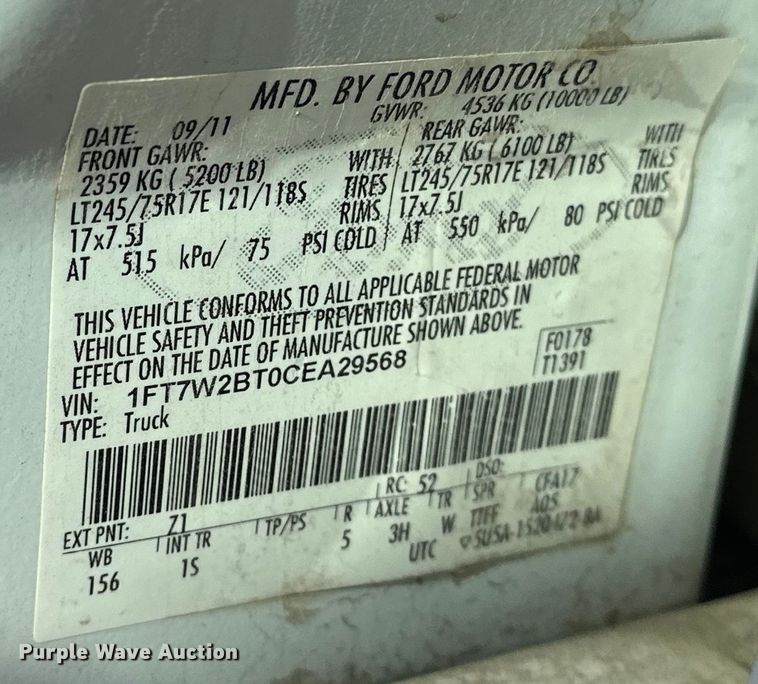 MFD. BY FORD MOTOR CO.
DATE: 09/11 GVWR: 4536 KG (10000 LB)
FRONT GAWR: REAR GAWR:
2359 KG ( 5200 LB) WITH 2767 KG ( 6100 LB) WITH
LT245/75R17E 121/118S TIRES LT245/75R17E 121/118S TIRES
17x7.5J RIMS 17x7.5J RIMS
AT 515 kPa/ 75 PSI COLD AT 550 kPa/ 80 PSI COLD
THIS VEHICLE CONFORMS TO ALL APPLICABLE FEDERAL MOTOR
VEHICLE SAFETY AND THEFT PREVENTION STANDARDS IN
EFFECT ON THE DATE OF MANUFACTURE SHOWN ABOVE.
VIN: 1FT7W2BT0CEA29568 F0178
TYPE: Truck T1391
EXT PNT: Z1 RC: 52 DSO:
WB INT TR TP/PS R AXLE TR SPR
156 1S 5 3H W
UTC
Purple Wave Auction